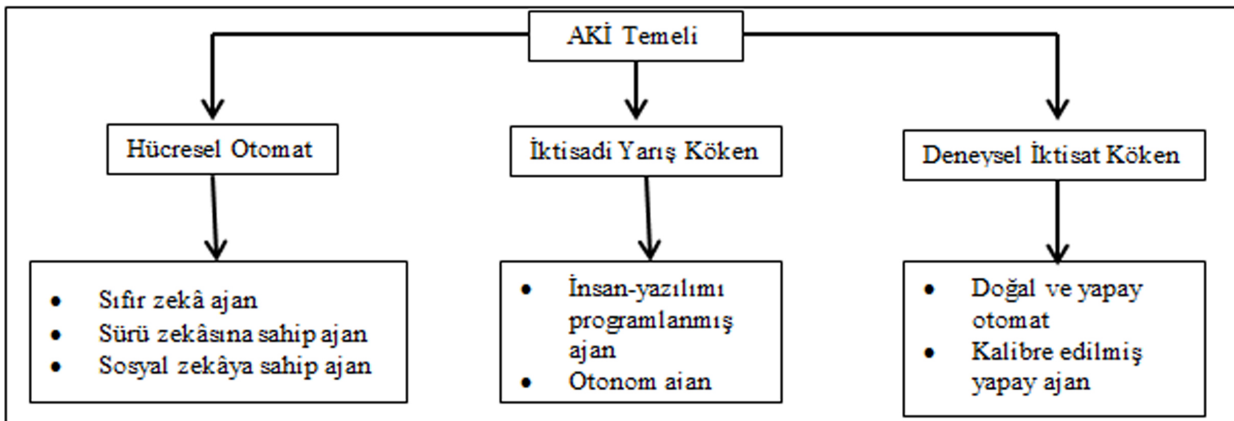 AKİ Temeli
Hücresel Otomat
İktisadi Yarış Köken
Deneysel İktisat Köken
• Sıfır zekâ ajan
• Sürü zekâsına sahip ajan
• Sosyal zekâya sahip ajan
• İnsan-yazılımı
programlanmış
ajan
• Otonom ajan
• Doğal ve yapay
otomat
• Kalibre edilmiş
yapay ajan